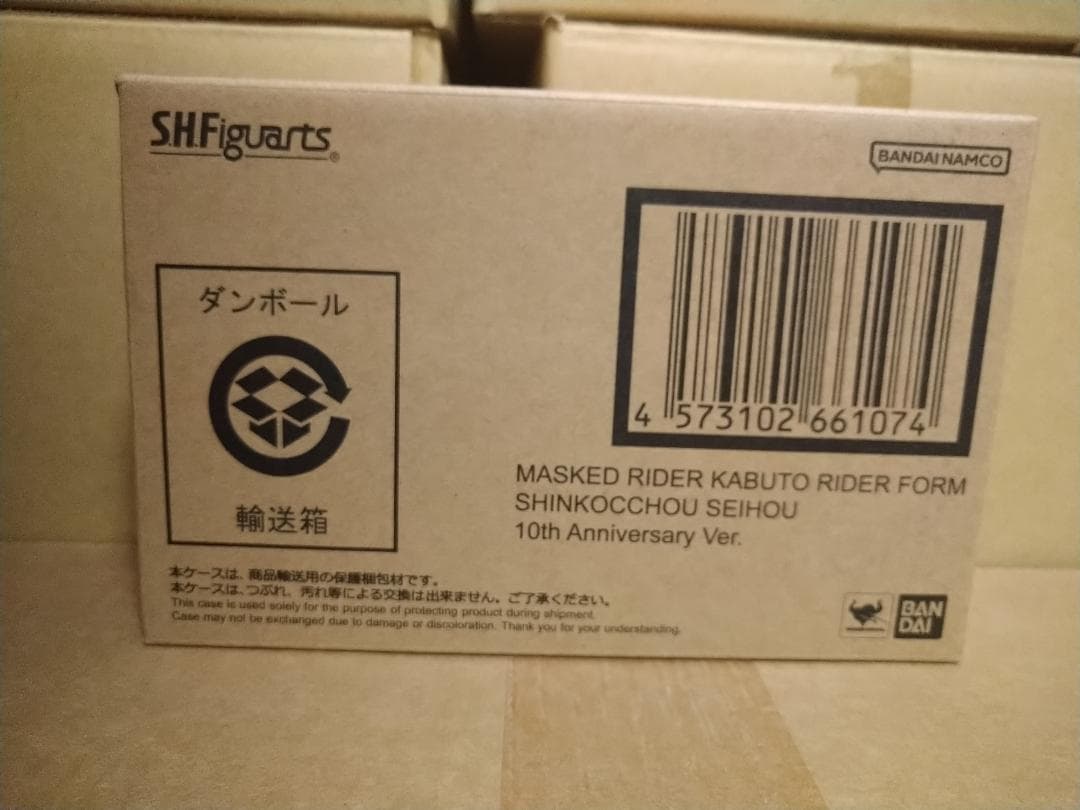 S.H.Figuarts®
BANDAI NAMCO
ダンボール
輸送箱
4 573102 661074
MASKED RIDER KABUTO RIDER FORM
SHINKOCCHOU SEIHOU
10th Anniversary Ver.
本ケースは、商品輸送用の保護梱包材です。
本ケースは、つぶれ、汚れ等による交換は出来ません。ご了承ください。
This case is used solely for the purpose of protecting product during shipment.
Case may not be exchanged due to damage or discoloration. Thank you for your understanding.
BAN
DAI